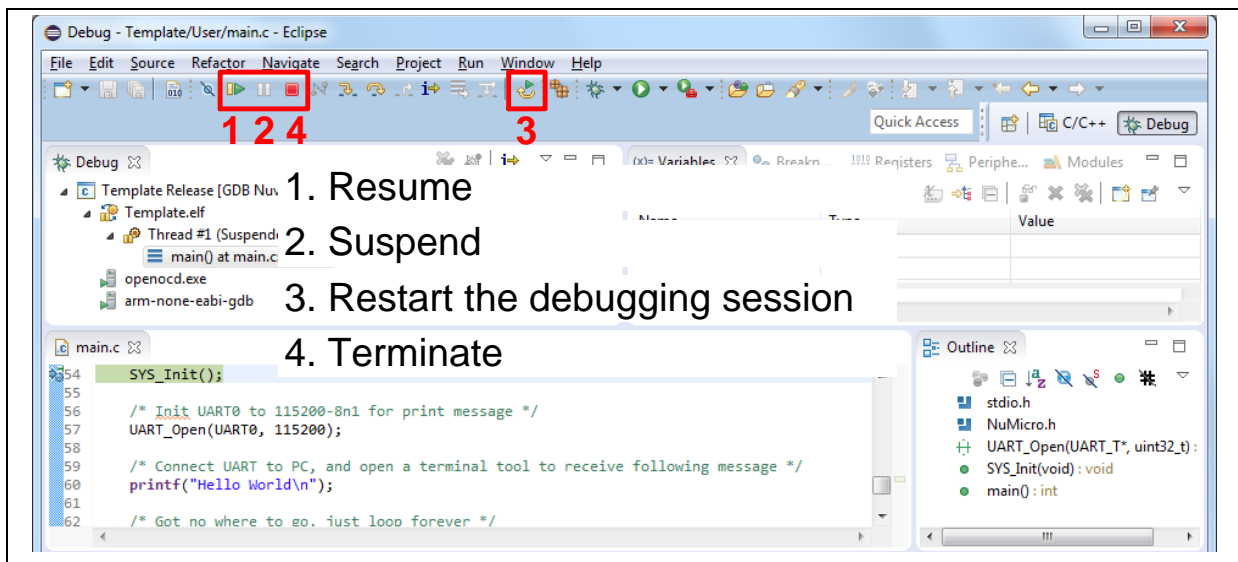 Debug - Template/User/main.c - Eclipse
File Edit Source Refactor Navigate Search Project Run Window Help
1 2 4 3
Quick Access C/C++ Debug
Debug (x)= Variables Breakp... Registers Periphe... Modules
Template Release [GDB Nuv
1. Resume
Name Type Value
Template.elf
Thread #1 (Suspende
2. Suspend
main() at main.c
openocd.exe
3. Restart the debugging session
arm-none-eabi-gdb
main.c
4. Terminate
Outline
54 SYS_Init();
55
56 /* Init UART0 to 115200-8n1 for print message */
57 UART_Open(UART0, 115200);
58
59 /* Connect UART to PC, and open a terminal tool to receive following message */
60 printf("Hello World\n");
61
62 /* Got no where to go, just loop forever */
stdio.h
NuMicro.h
UART_Open(UART_T*, uint32_t) :
SYS_Init(void) : void
main() : int